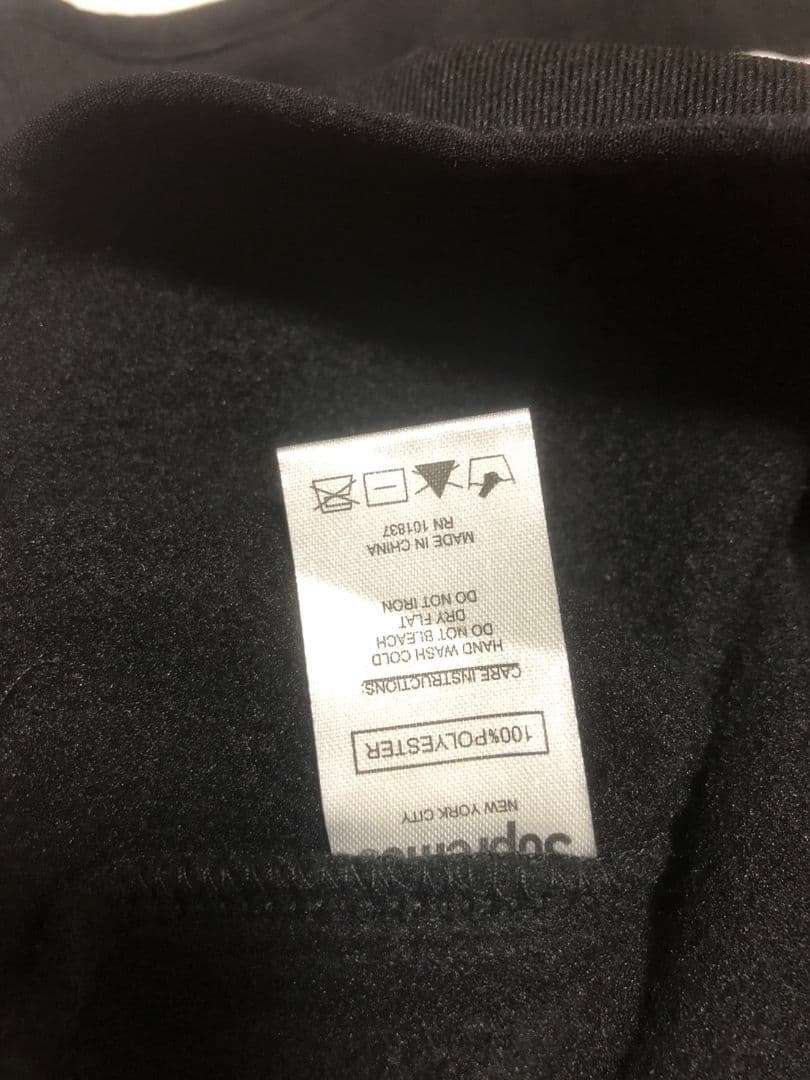 Supreme®
NEW YORK CITY
100%POLYESTER
CARE INSTRUCTIONS:
HAND WASH COLD
DO NOT BLEACH
DRY FLAT
DO NOT IRON
MADE IN CHINA
RN 101837